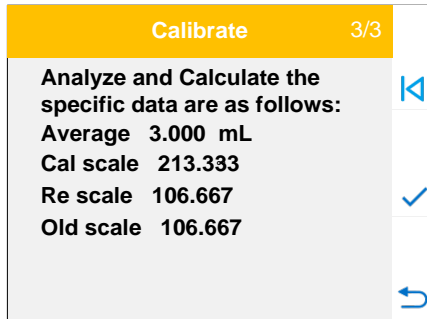 Calibrate 3/3
Analyze and Calculate the
specific data are as follows:
Average 3.000 mL
Cal scale 213.333
Re scale 106.667
Old scale 106.667